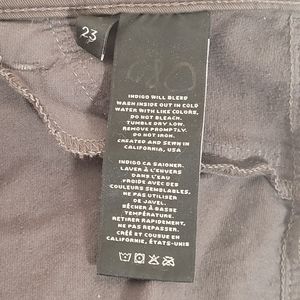 23
INDIGO WILL BLEED
WASH INSIDE OUT IN COLD
WATER WITH LIKE COLORS.
DO NOT BLEACH.
TUMBLE DRY LOW.
REMOVE PROMPTLY.
DO NOT IRON.
CREATED AND SEWN IN
CALIFORNIA, USA
INDIGO CA SAIGNER.
LAVER À L'ENVERS
DANS L'EAU
FROIDE AVEC DES
COULEURS SEMBLABLES.
NE PAS UTILISER
DE JAVEL.
SÉCHER À BASSE
TEMPÉRATURE.
RETIRER RAPIDEMENT.
NE PAS REPASSER.
CRÉÉ ET COUSUE EN
CALIFORNIE, ÉTATS-UNIS